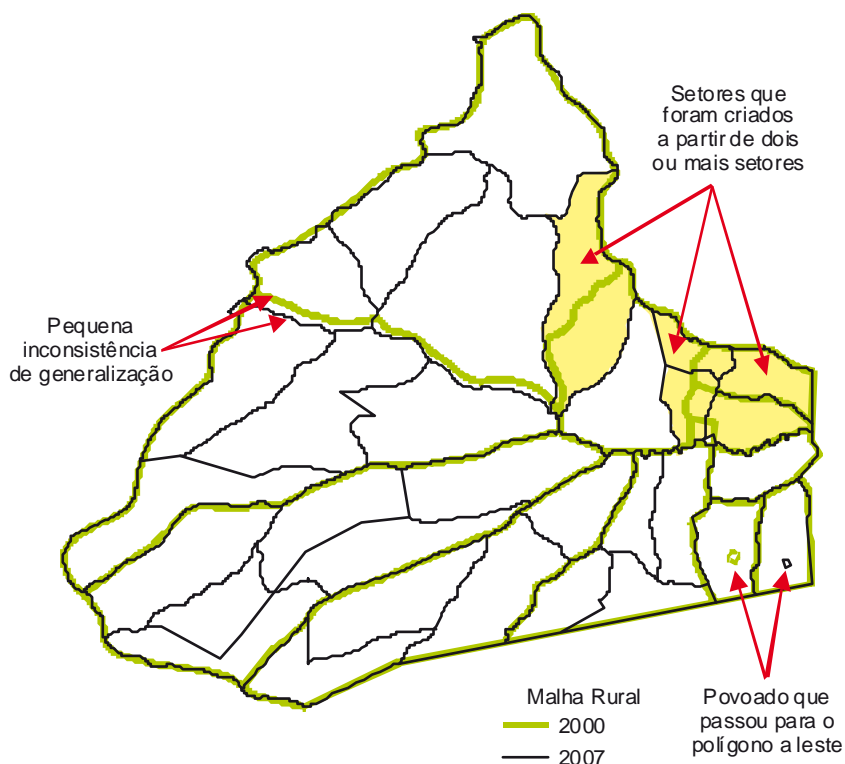 Setores que
foram criados
a partir de dois
ou mais setores
Pequena
inconsistência
de generalização
Malha Rural
2000
2007
Povoado que
passou para o
polígono a leste